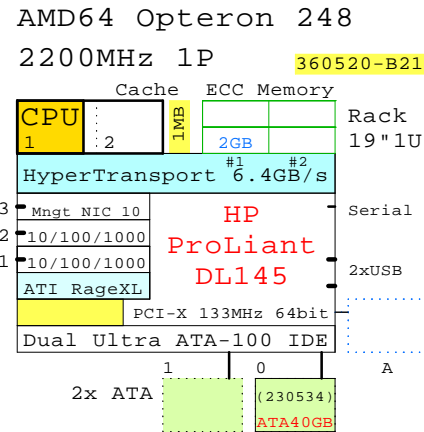 AMD64 Opteron 248
2200MHz 1P
360520-B21
Cache ECC Memory
CPU
1
2
1MB
2GB
Rack
19"1U
#1 #2
HyperTransport 6.4GB/s
3 Mngt NIC 10
2 10/100/1000
1 10/100/1000
ATI RageXL
HP
ProLiant
DL145
Serial
2xUSB
PCI-X 133MHz 64bit
Dual Ultra ATA-100 IDE
A
1 0
2x ATA
(230534)
ATA40GB